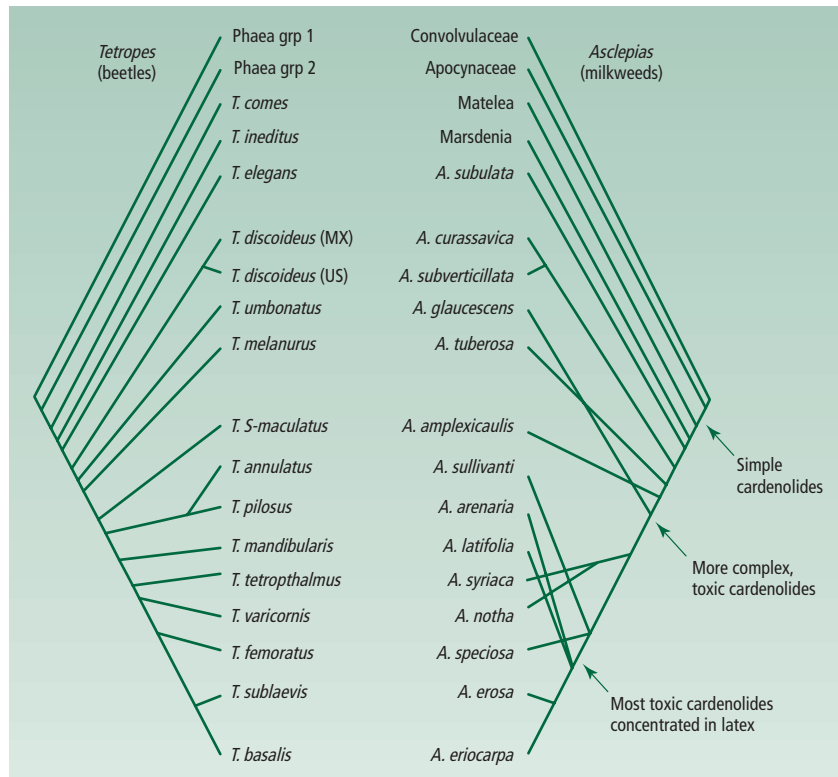 Tetropes
(beetles)
Phaea grp 1
Phaea grp 2
T. comes
T. ineditus
T. elegans
T. discoideus (MX)
T. discoideus (US)
T. umbonatus
T. melanurus
T. S-maculatus
T. annulatus
T. pilosus
T. mandibularis
T. tetropthalmus
T. varicornis
T. femoratus
T. sublaevis
T. basalis
Convolvulaceae
Apocynaceae
Matelea
Marsdenia
A. subulata
A. curassavica
A. subverticillata
A. glaucescens
A. tuberosa
A. amplexicaulis
A. sullivanti
A. arenaria
A. latifolia
A. syriaca
A. notha
A. speciosa
A. erosa
A. eriocarpa
Asclepias
(milkweeds)
Simple
cardenolides
More complex,
toxic cardenolides
Most toxic cardenolides
concentrated in latex